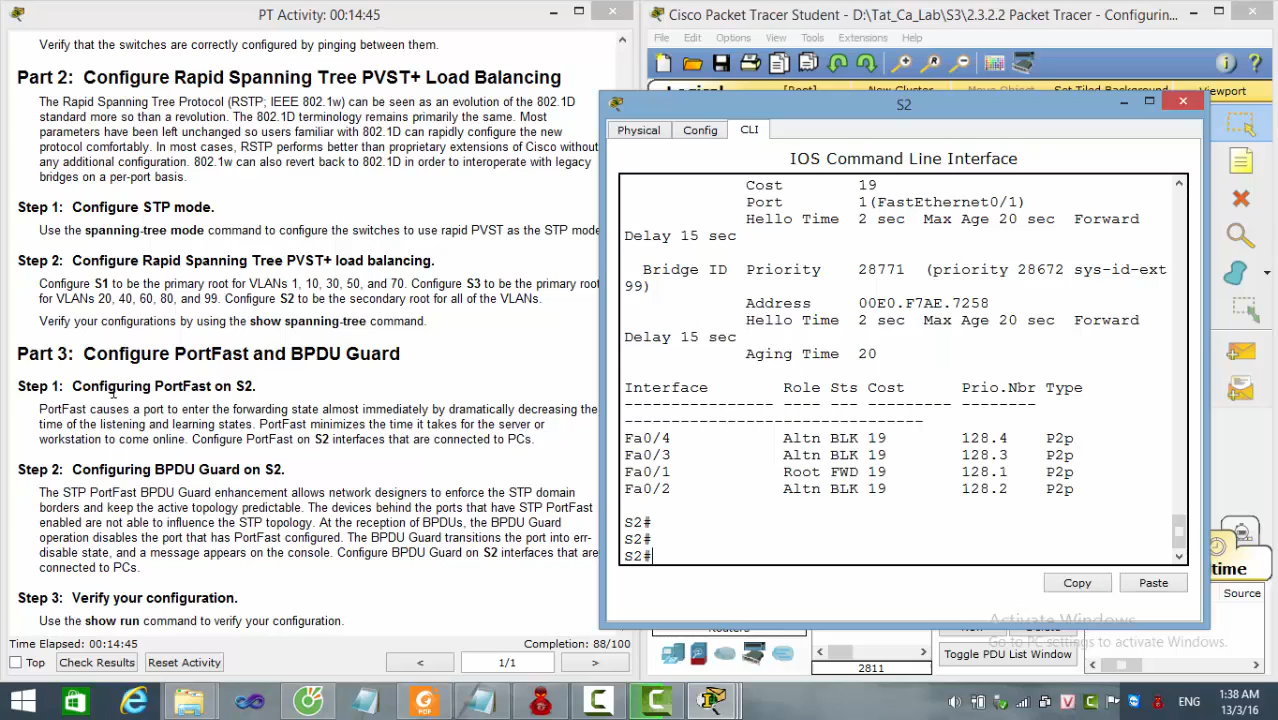 PT Activity: 00:14:45
Verify that the switches are correctly configured by pinging between them.
Part 2: Configure Rapid Spanning Tree PVST+ Load Balancing
The Rapid Spanning Tree Protocol (RSTP; IEEE 802.1w) can be seen as an evolution of the 802.1D
standard more so than a revolution. The 802.1D terminology remains primarily the same. Most
parameters have been left unchanged so users familiar with 802.1D can rapidly configure the new
protocol comfortably. In most cases, RSTP performs better than proprietary extensions of Cisco without
any additional configuration. 802.1w can also revert back to 802.1D in order to interoperate with legacy
bridges on a per-port basis.
Step 1: Configure STP mode.
Use the spanning-tree mode command to configure the switches to use rapid PVST as the STP mode
Step 2: Configure Rapid Spanning Tree PVST+ load balancing.
Configure S1 to be the primary root for VLANs 1, 10, 30, 50, and 70. Configure S3 to be the primary root
for VLANs 20, 40, 60, 80, and 99. Configure S2 to be the secondary root for all of the VLANs.
Verify your configurations by using the show spanning-tree command.
Part 3: Configure PortFast and BPDU Guard
Step 1: Configuring PortFast on S2.
PortFast causes a port to enter the forwarding state almost immediately by dramatically decreasing the
time of the listening and learning states. PortFast minimizes the time it takes for the server or
workstation to come online. Configure PortFast on S2 interfaces that are connected to PCs.
Step 2: Configuring BPDU Guard on S2.
The STP PortFast BPDU Guard enhancement allows network designers to enforce the STP domain
borders and keep the active topology predictable. The devices behind the ports that have STP PortFast
enabled are not able to influence the STP topology. At the reception of BPDUs, the BPDU Guard
operation disables the port that has PortFast configured. The BPDU Guard transitions the port into err-
disable state, and a message appears on the console. Configure BPDU Guard on S2 interfaces that are
connected to PCs.
Step 3: Verify your configuration.
Use the show run command to verify your configuration.
Time Elapsed: 00:14:45 Completion: 88/100
Top Check Results Reset Activity < 1/1 >
Cisco Packet Tracer Student - D:\Tat_Ca_Lab\S3\2.3.2.2 Packet Tracer - Configurin...
File Edit Options View Tools Extensions Help
Logical [Root] New Cluster Move Object Set Tiled Background Viewport
S2
Physical Config CLI
IOS Command Line Interface
Cost 19
Port 1(FastEthernet0/1)
Hello Time 2 sec Max Age 20 sec Forward
Delay 15 sec
Bridge ID Priority 28771 (priority 28672 sys-id-ext
99)
Address 00E0.F7AE.7258
Hello Time 2 sec Max Age 20 sec Forward
Delay 15 sec
Aging Time 20
Interface Role Sts Cost Prio.Nbr Type
---------------- ---- --- --------- --------
--------------------------------
Fa0/4 Altn BLK 19 128.4 P2p
Fa0/3 Altn BLK 19 128.3 P2p
Fa0/1 Root FWD 19 128.1 P2p
Fa0/2 Altn BLK 19 128.2 P2p
S2#
S2#
S2#
Copy Paste
time
Source
Activate Windows
Go to PC settings to activate Windows.
Toggle PDU List Window
2811
ENG
1:38 AM
13/3/16